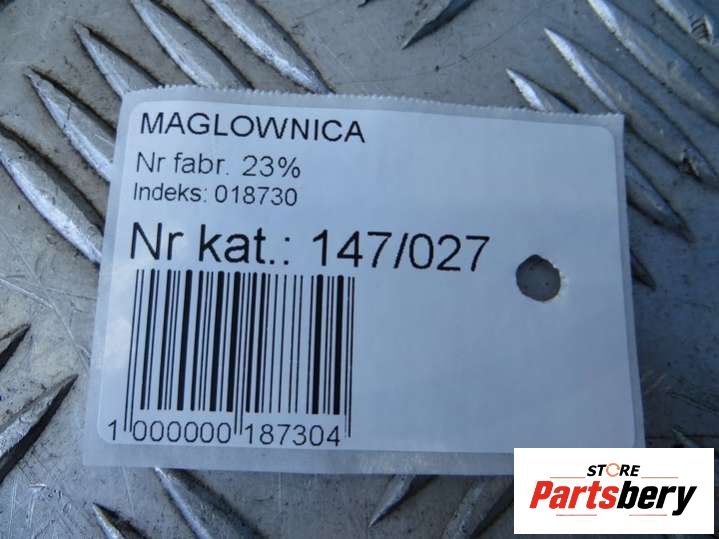 MAGLOWNICA
Nr fabr. 23%
Indeks: 018730
Nr kat.: 147/027
1 000000 187304
STORE
Partsbery